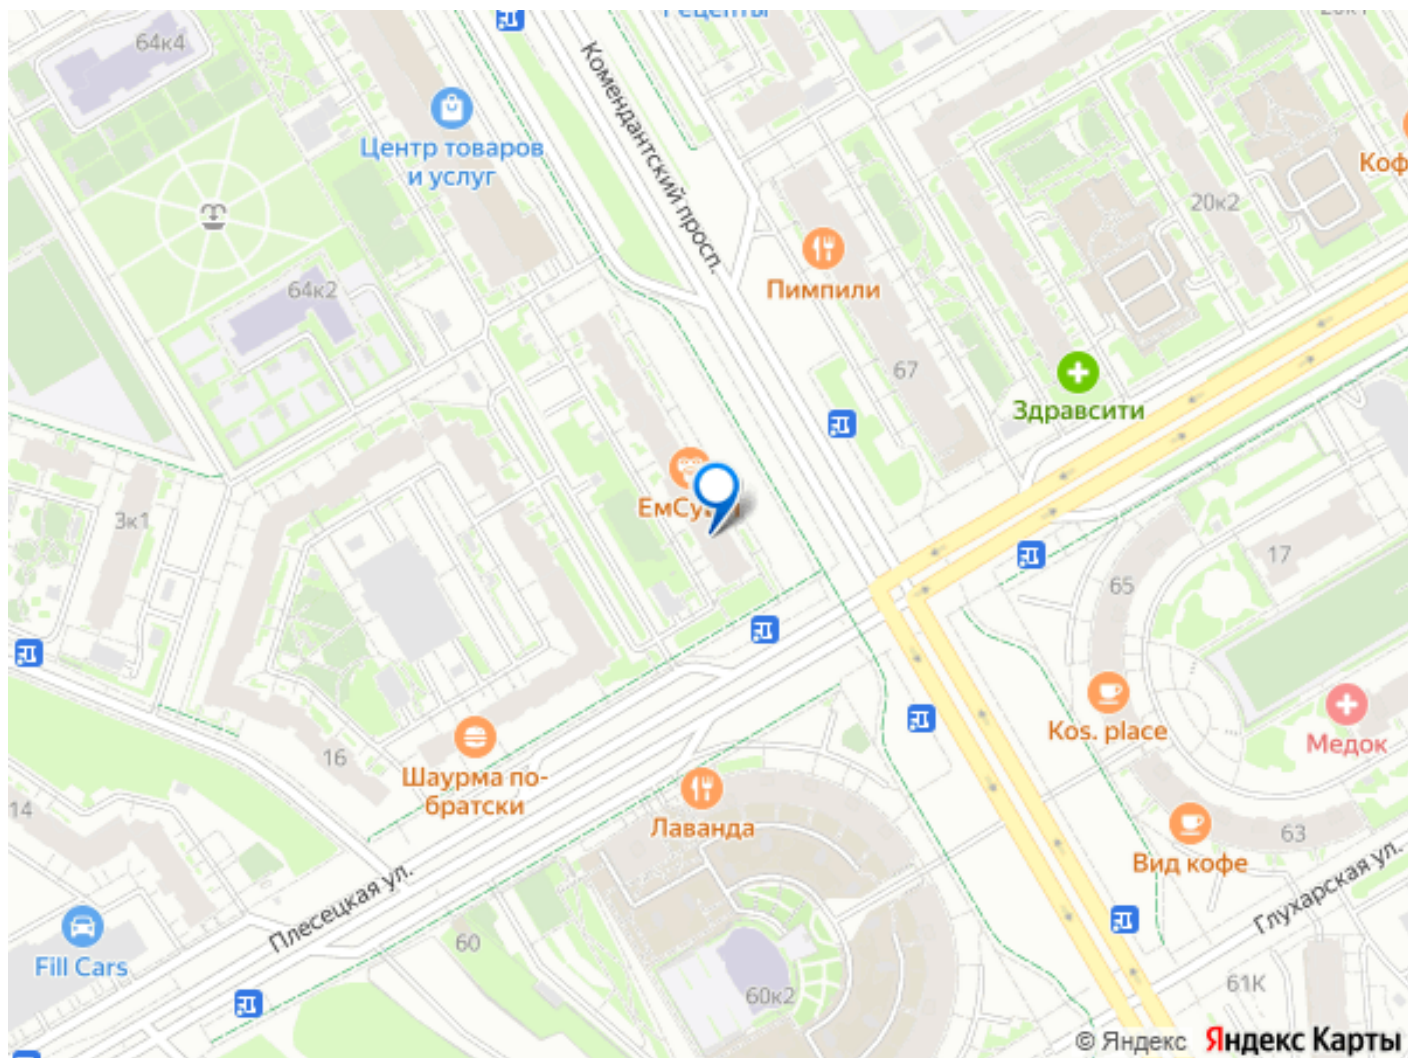 Рецепты
64к4
Комендантский просп.
Центр товаров
и услуг
20к2
64к2
Пимпили
67
Здравсити
3к1
17
65
Kos. place
Медок
16
Шаурма по-
братски
14
Лаванда
63
Вид кофе
Плесецкая ул.
Глухарская ул.
60
Fill Cars
60к2
61К
© Яндекс
Яндекс Карты